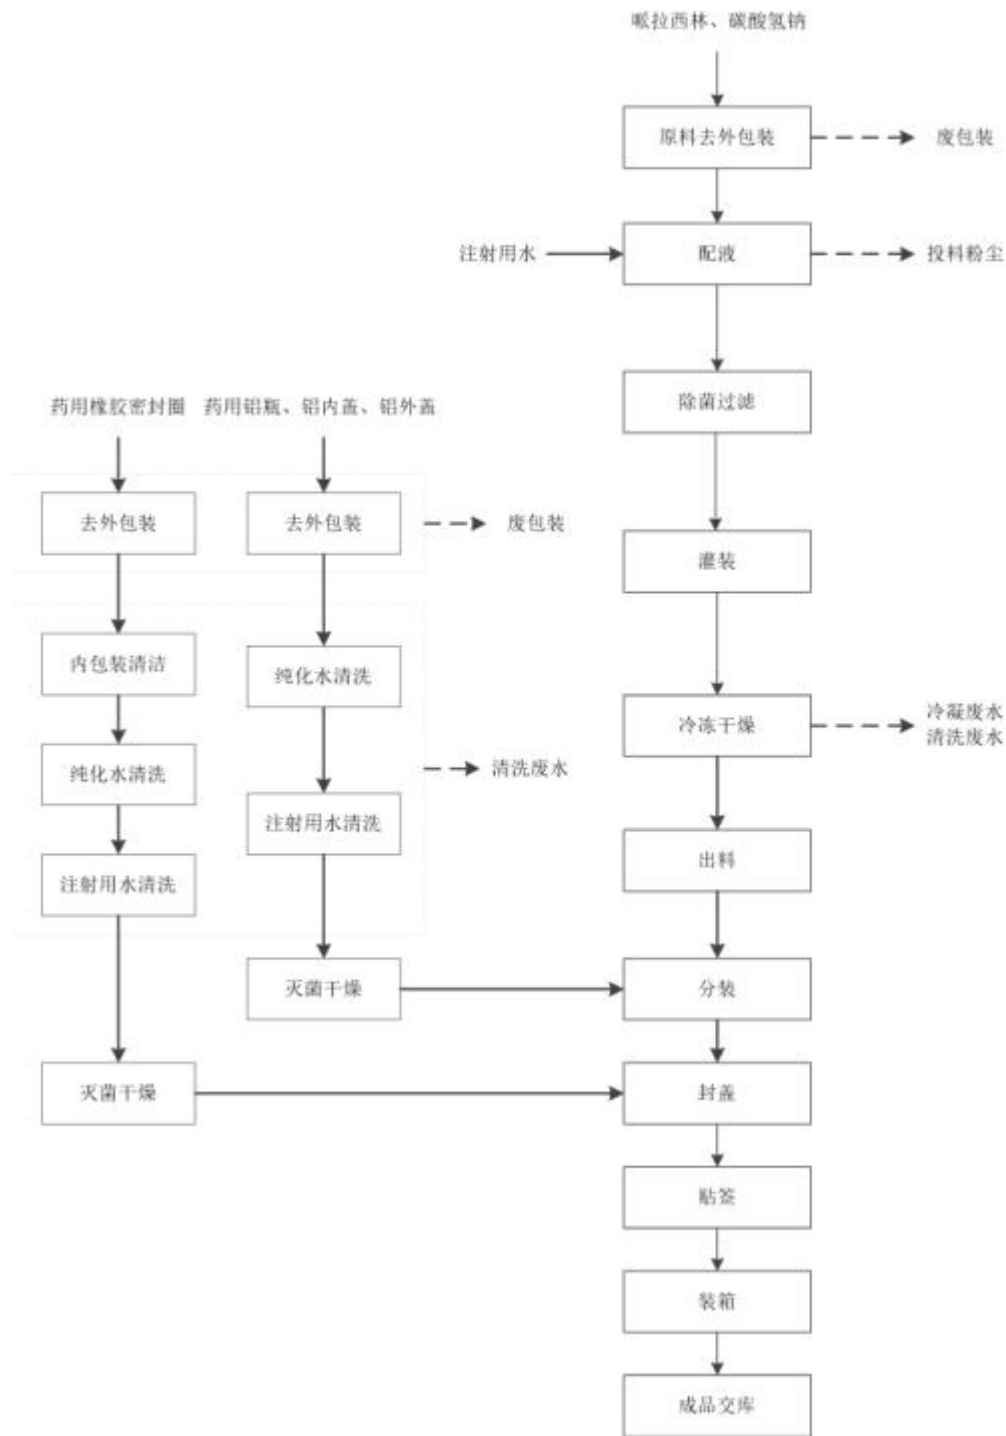 哌拉西林、碳酸氢钠
原料去外包装
废包装
注射用水
配液
投料粉尘
除菌过滤
药用橡胶密封圈
药用铝瓶、铝内盖、铝外盖
去外包装
去外包装
废包装
灌装
内包装清洁
纯化水清洗
冷冻干燥
冷凝废水
清洗废水
纯化水清洗
清洗废水
注射用水清洗
出料
注射用水清洗
灭菌干燥
分装
灭菌干燥
封盖
贴签
装箱
成品交库